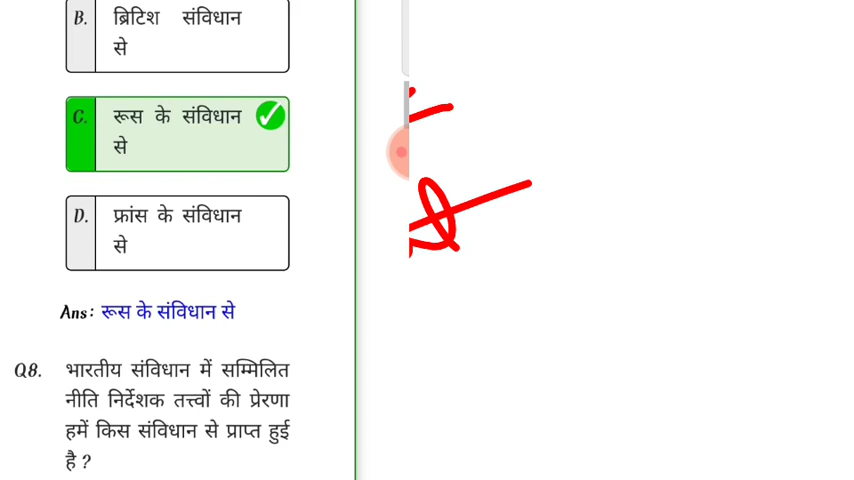 B. ब्रिटिश संविधान
से
C. रूस के संविधान
से
D. फ्रांस के संविधान
से
Ans: रूस के संविधान से
Q8. भारतीय संविधान में सम्मिलित
नीति निर्देशक तत्त्वों की प्रेरणा
हमें किस संविधान से प्राप्त हुई
है ?